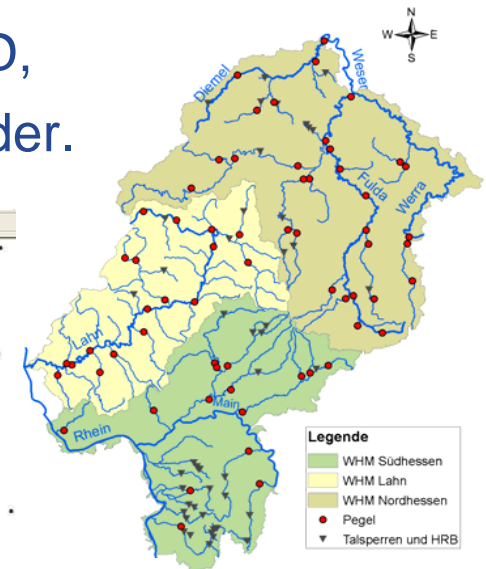 o,
der.
N
W E
S
Diemel
Weser
Fulda
Werra
Lahn
Main
Rhein
Legende
WHM Südhessen
WHM Lahn
WHM Nordhessen
Pegel
Talsperren und HRB